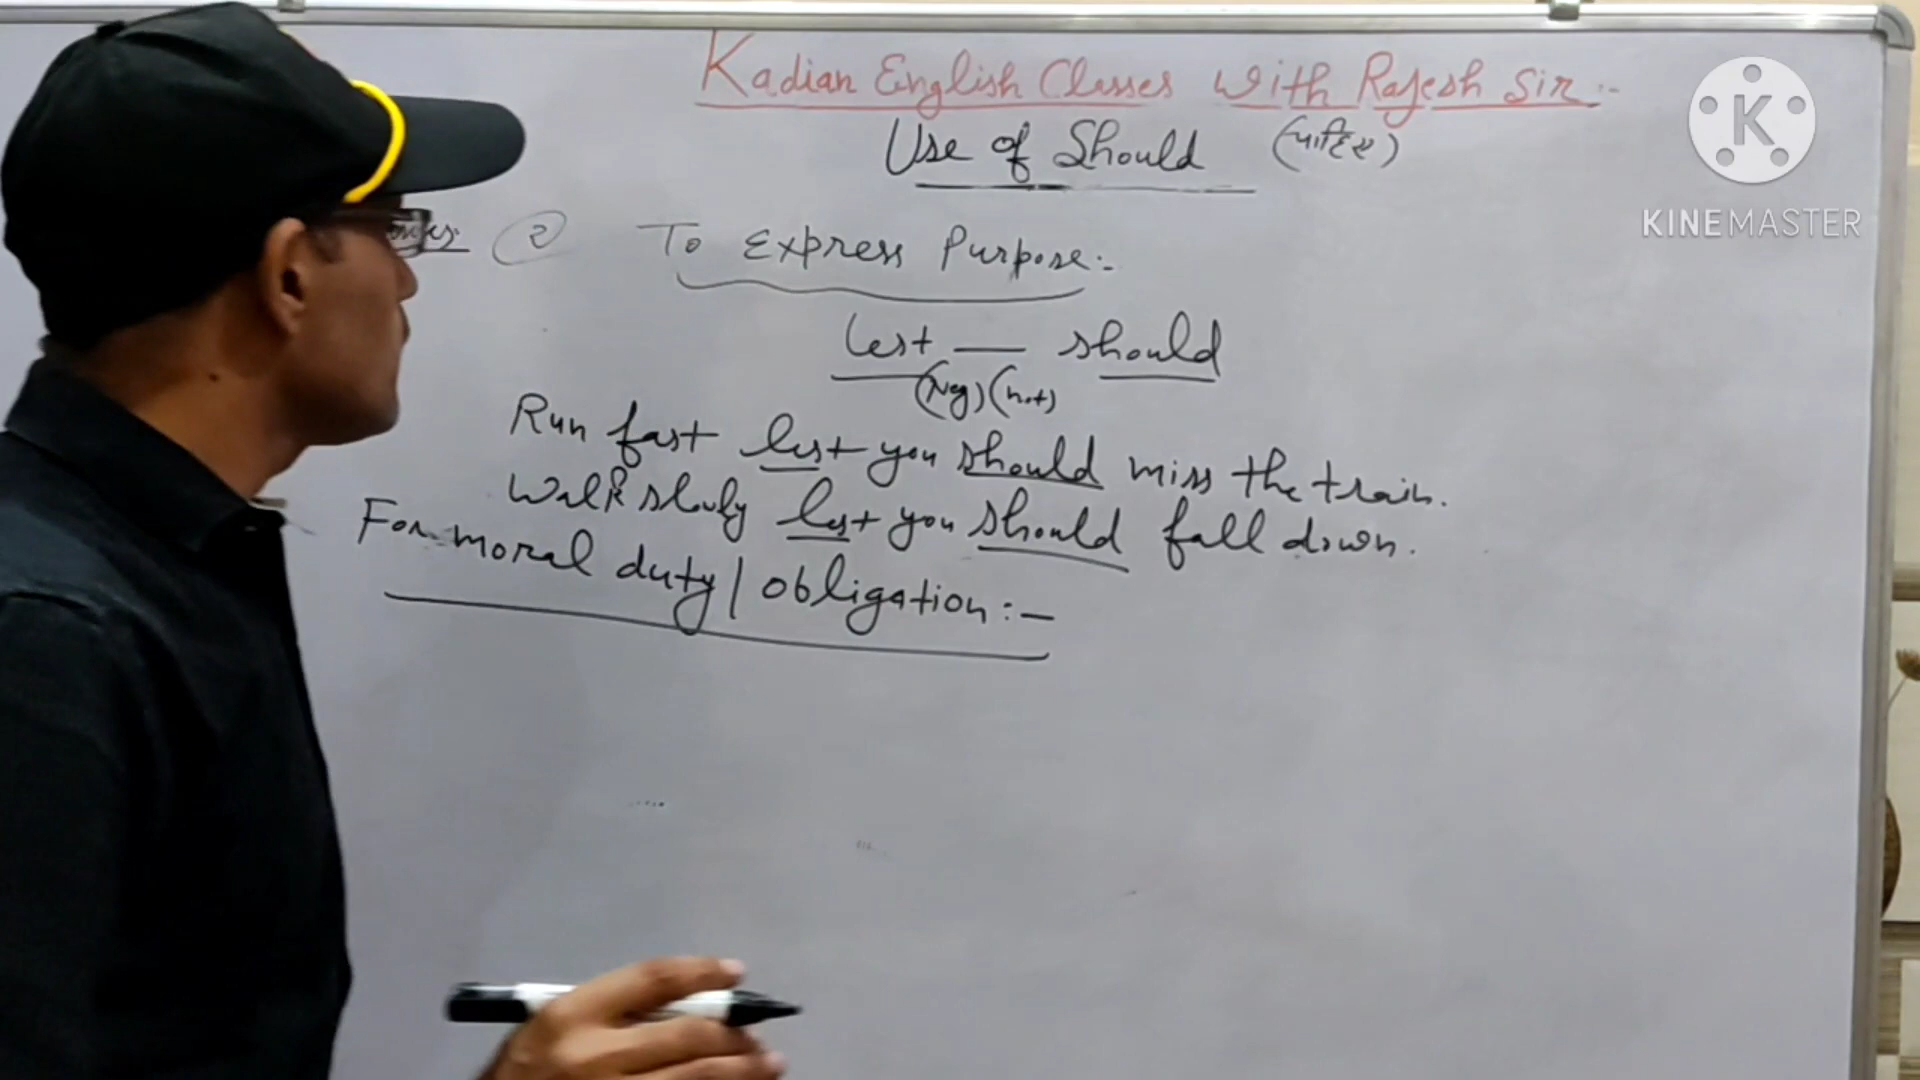 Kadian English Classes with Rajesh Sir :-
Use of Should (चाहिए)
2 To Express Purpose :-
lest __ should
(Neg) (not)
Run fast lest you should miss the train.
Walk slowly lest you should fall down.
For moral duty / obligation :-
K
KINEMASTER